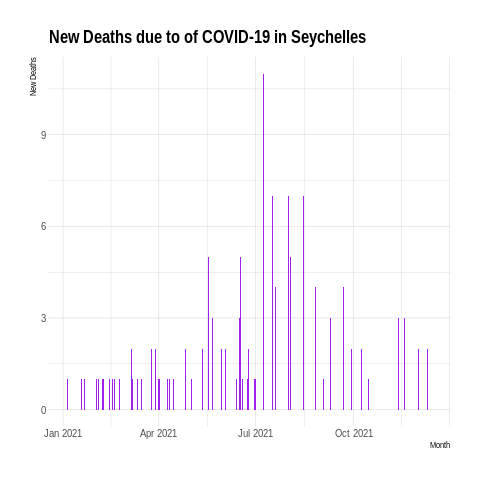 New Deaths due to of COVID-19 in Seychelles
New Deaths
9
6
3
0
Jan 2021 Apr 2021 Jul 2021 Oct 2021
Month